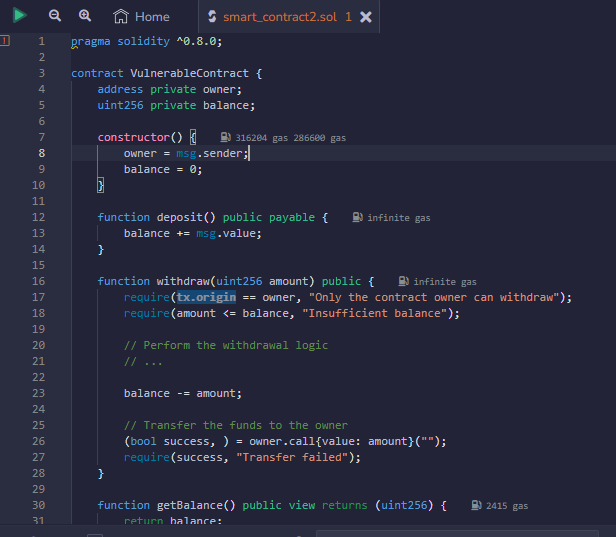 Home smart_contract2.sol 1
1 pragma solidity ^0.8.0;
2
3 contract VulnerableContract {
4 address private owner;
5 uint256 private balance;
6
7 constructor() { 316204 gas 286600 gas
8 owner = msg.sender;
9 balance = 0;
10 }
11
12 function deposit() public payable { infinite gas
13 balance += msg.value;
14 }
15
16 function withdraw(uint256 amount) public { infinite gas
17 require(tx.origin == owner, "Only the contract owner can withdraw");
18 require(amount <= balance, "Insufficient balance");
19
20 // Perform the withdrawal logic
21 // ...
22
23 balance -= amount;
24
25 // Transfer the funds to the owner
26 (bool success, ) = owner.call{value: amount}("");
27 require(success, "Transfer failed");
28 }
29
30 function getBalance() public view returns (uint256) { 2415 gas
31 return balance;